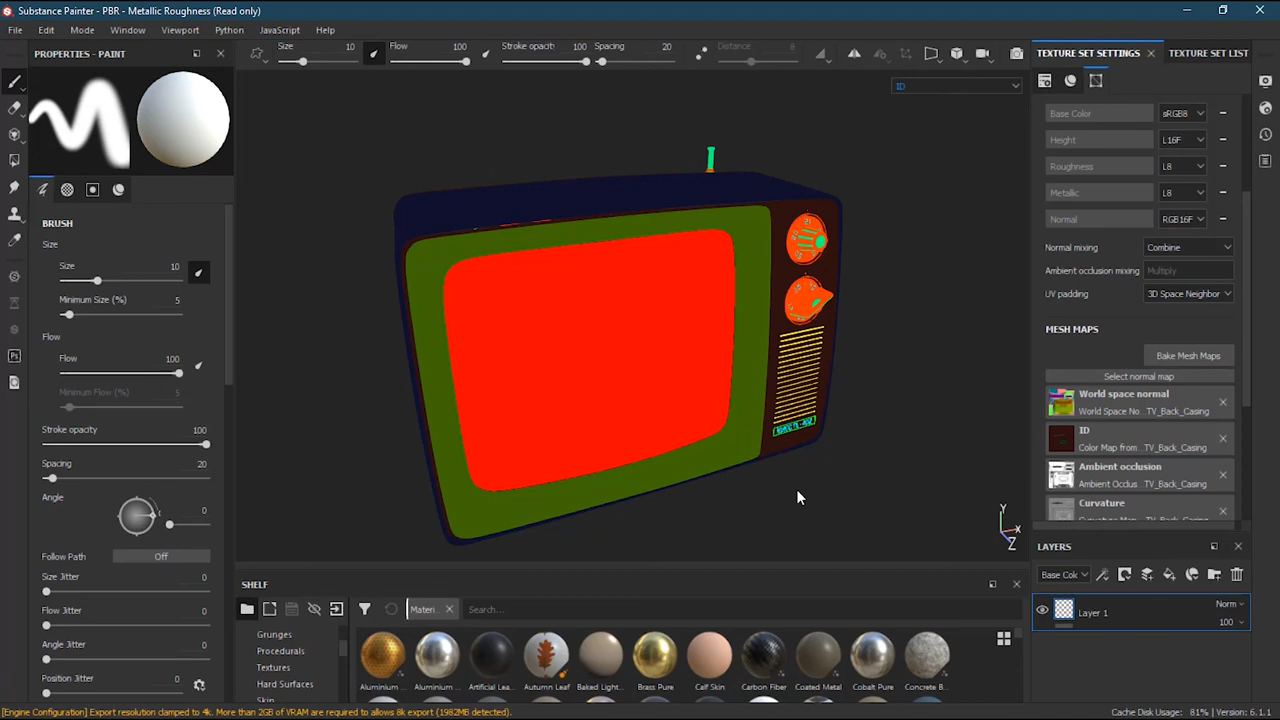 Substance Painter - PBR - Metallic Roughness (Read only)
File Edit Mode Window Viewport Python JavaScript Help
PROPERTIES - PAINT
Size 10
Flow 100
Stroke opacity 100
Spacing 20
Distance 8
ID
TEXTURE SET SETTINGS
TEXTURE SET LIST
BRUSH
Size
Size 10
Minimum Size (%) 5
Flow
Flow 100
Minimum Flow (%) 5
Stroke opacity 100
Spacing 20
Angle
0
Follow Path Off
Size Jitter 0
Flow Jitter 0
Angle Jitter 0
Position Jitter 0
Base Color sRGB8
Height L16F
Roughness L8
Metallic L8
Normal RGB16F
Normal mixing Combine
Ambient occlusion mixing Multiply
UV padding 3D Space Neighbor
MESH MAPS
Bake Mesh Maps
Select normal map
World space normal
World Space No.. .TV_Back_Casing
ID
Color Map from .TV_Back_Casing
Ambient occlusion
Ambient Occlus .TV_Back_Casing
Curvature
LAYERS
Base Col
Layer 1
Norm
100
Y
X
Z
SHELF
Materi...
Search...
Grunges
Procedurals
Textures
Hard Surfaces
Skin
Aluminium ...
Aluminium ...
Artificial Lea...
Autumn Leaf
Baked Light...
Brass Pure
Calf Skin
Carbon Fiber
Coated Metal
Cobalt Pure
Concrete B...
[Engine Configuration] Export resolution clamped to 4k. More than 2GB of VRAM are required to allows 8k export (1982MB detected).
Cache Disk Usage: 81% | Version: 6.1.1